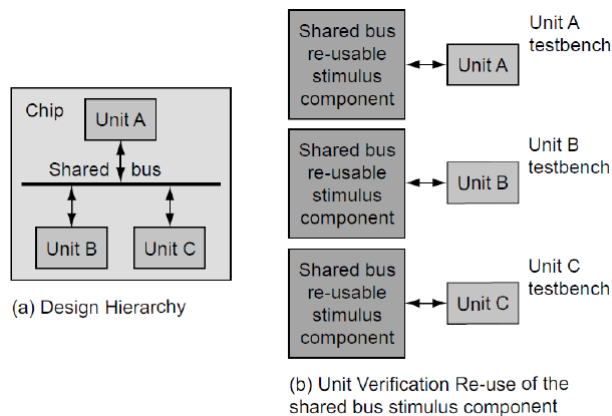 Chip
Unit A
Shared bus
Unit B
Unit C
(a) Design Hierarchy
Shared bus
re-usable
stimulus
component
Unit A
Unit A
testbench
Shared bus
re-usable
stimulus
component
Unit B
Unit B
testbench
Shared bus
re-usable
stimulus
component
Unit C
Unit C
testbench
(b) Unit Verification Re-use of the
shared bus stimulus component